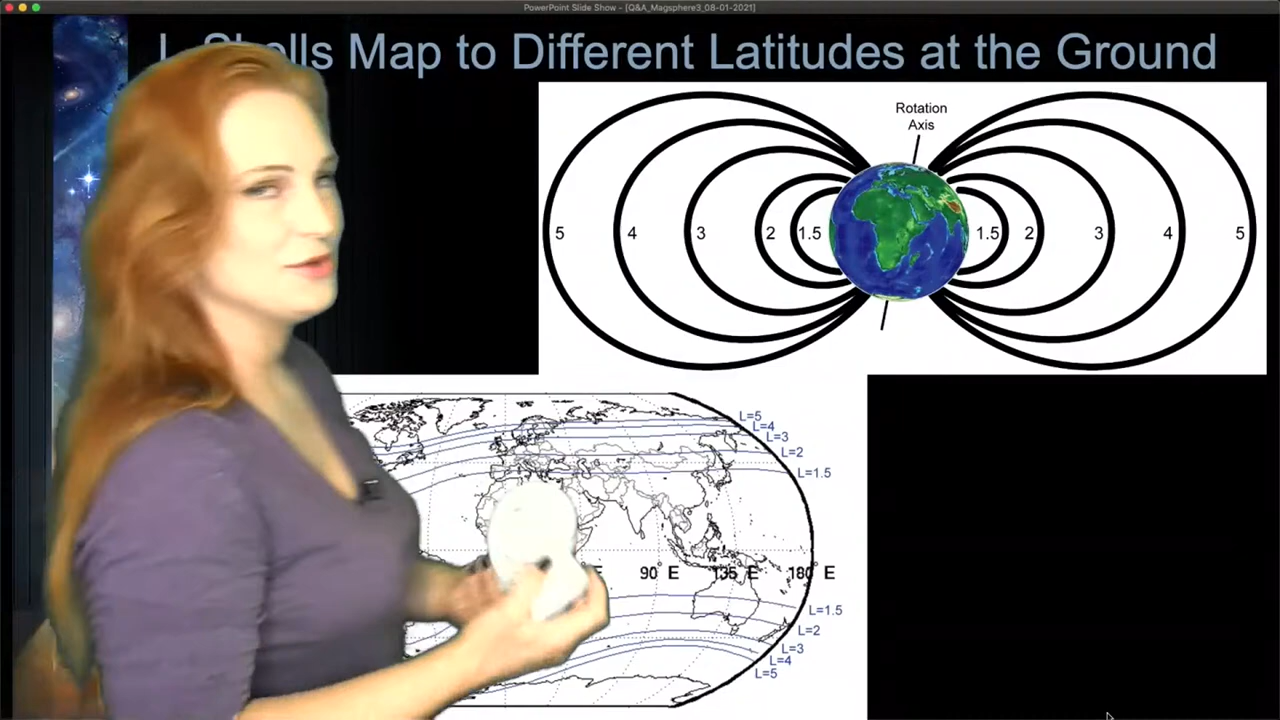 PowerPoint Slide Show - [Q&A_Magsphere3_08-01-2021]
L Shells Map to Different Latitudes at the Ground
Rotation
Axis
5 4 3 2 1.5 1.5 2 3 4 5
L=5
L=4
L=3
L=2
L=1.5
E 90° E 135° E 180° E
L=1.5
L=2
L=3
L=4
L=5